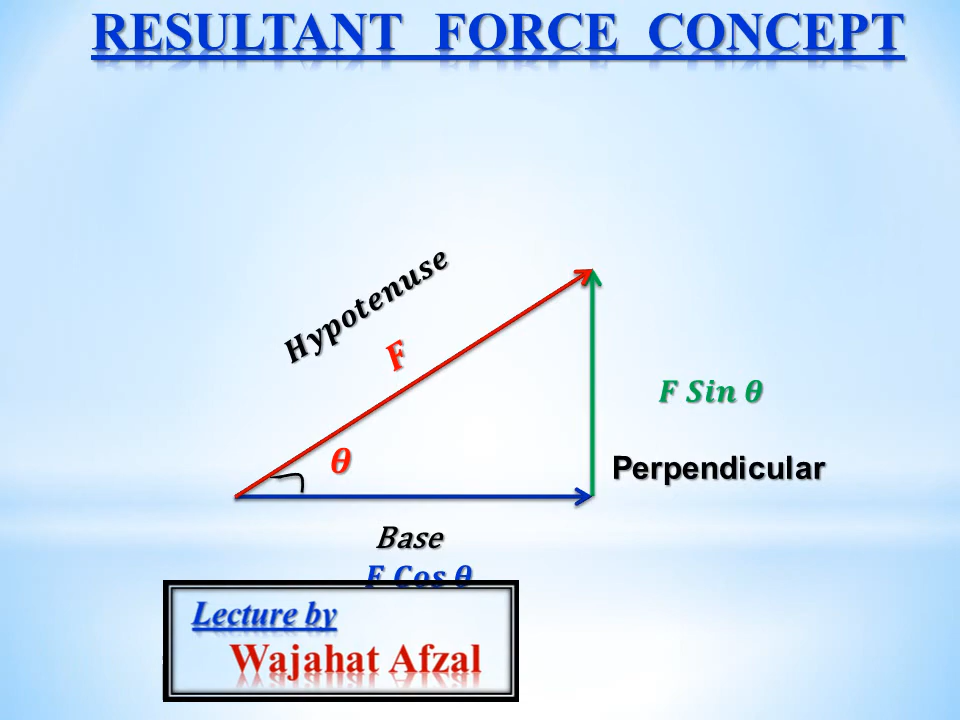 RESULTANT FORCE CONCEPT
Hypotenuse
F
F Sin θ
θ
Perpendicular
Base
F Cos θ
Lecture by
Wajahat Afzal